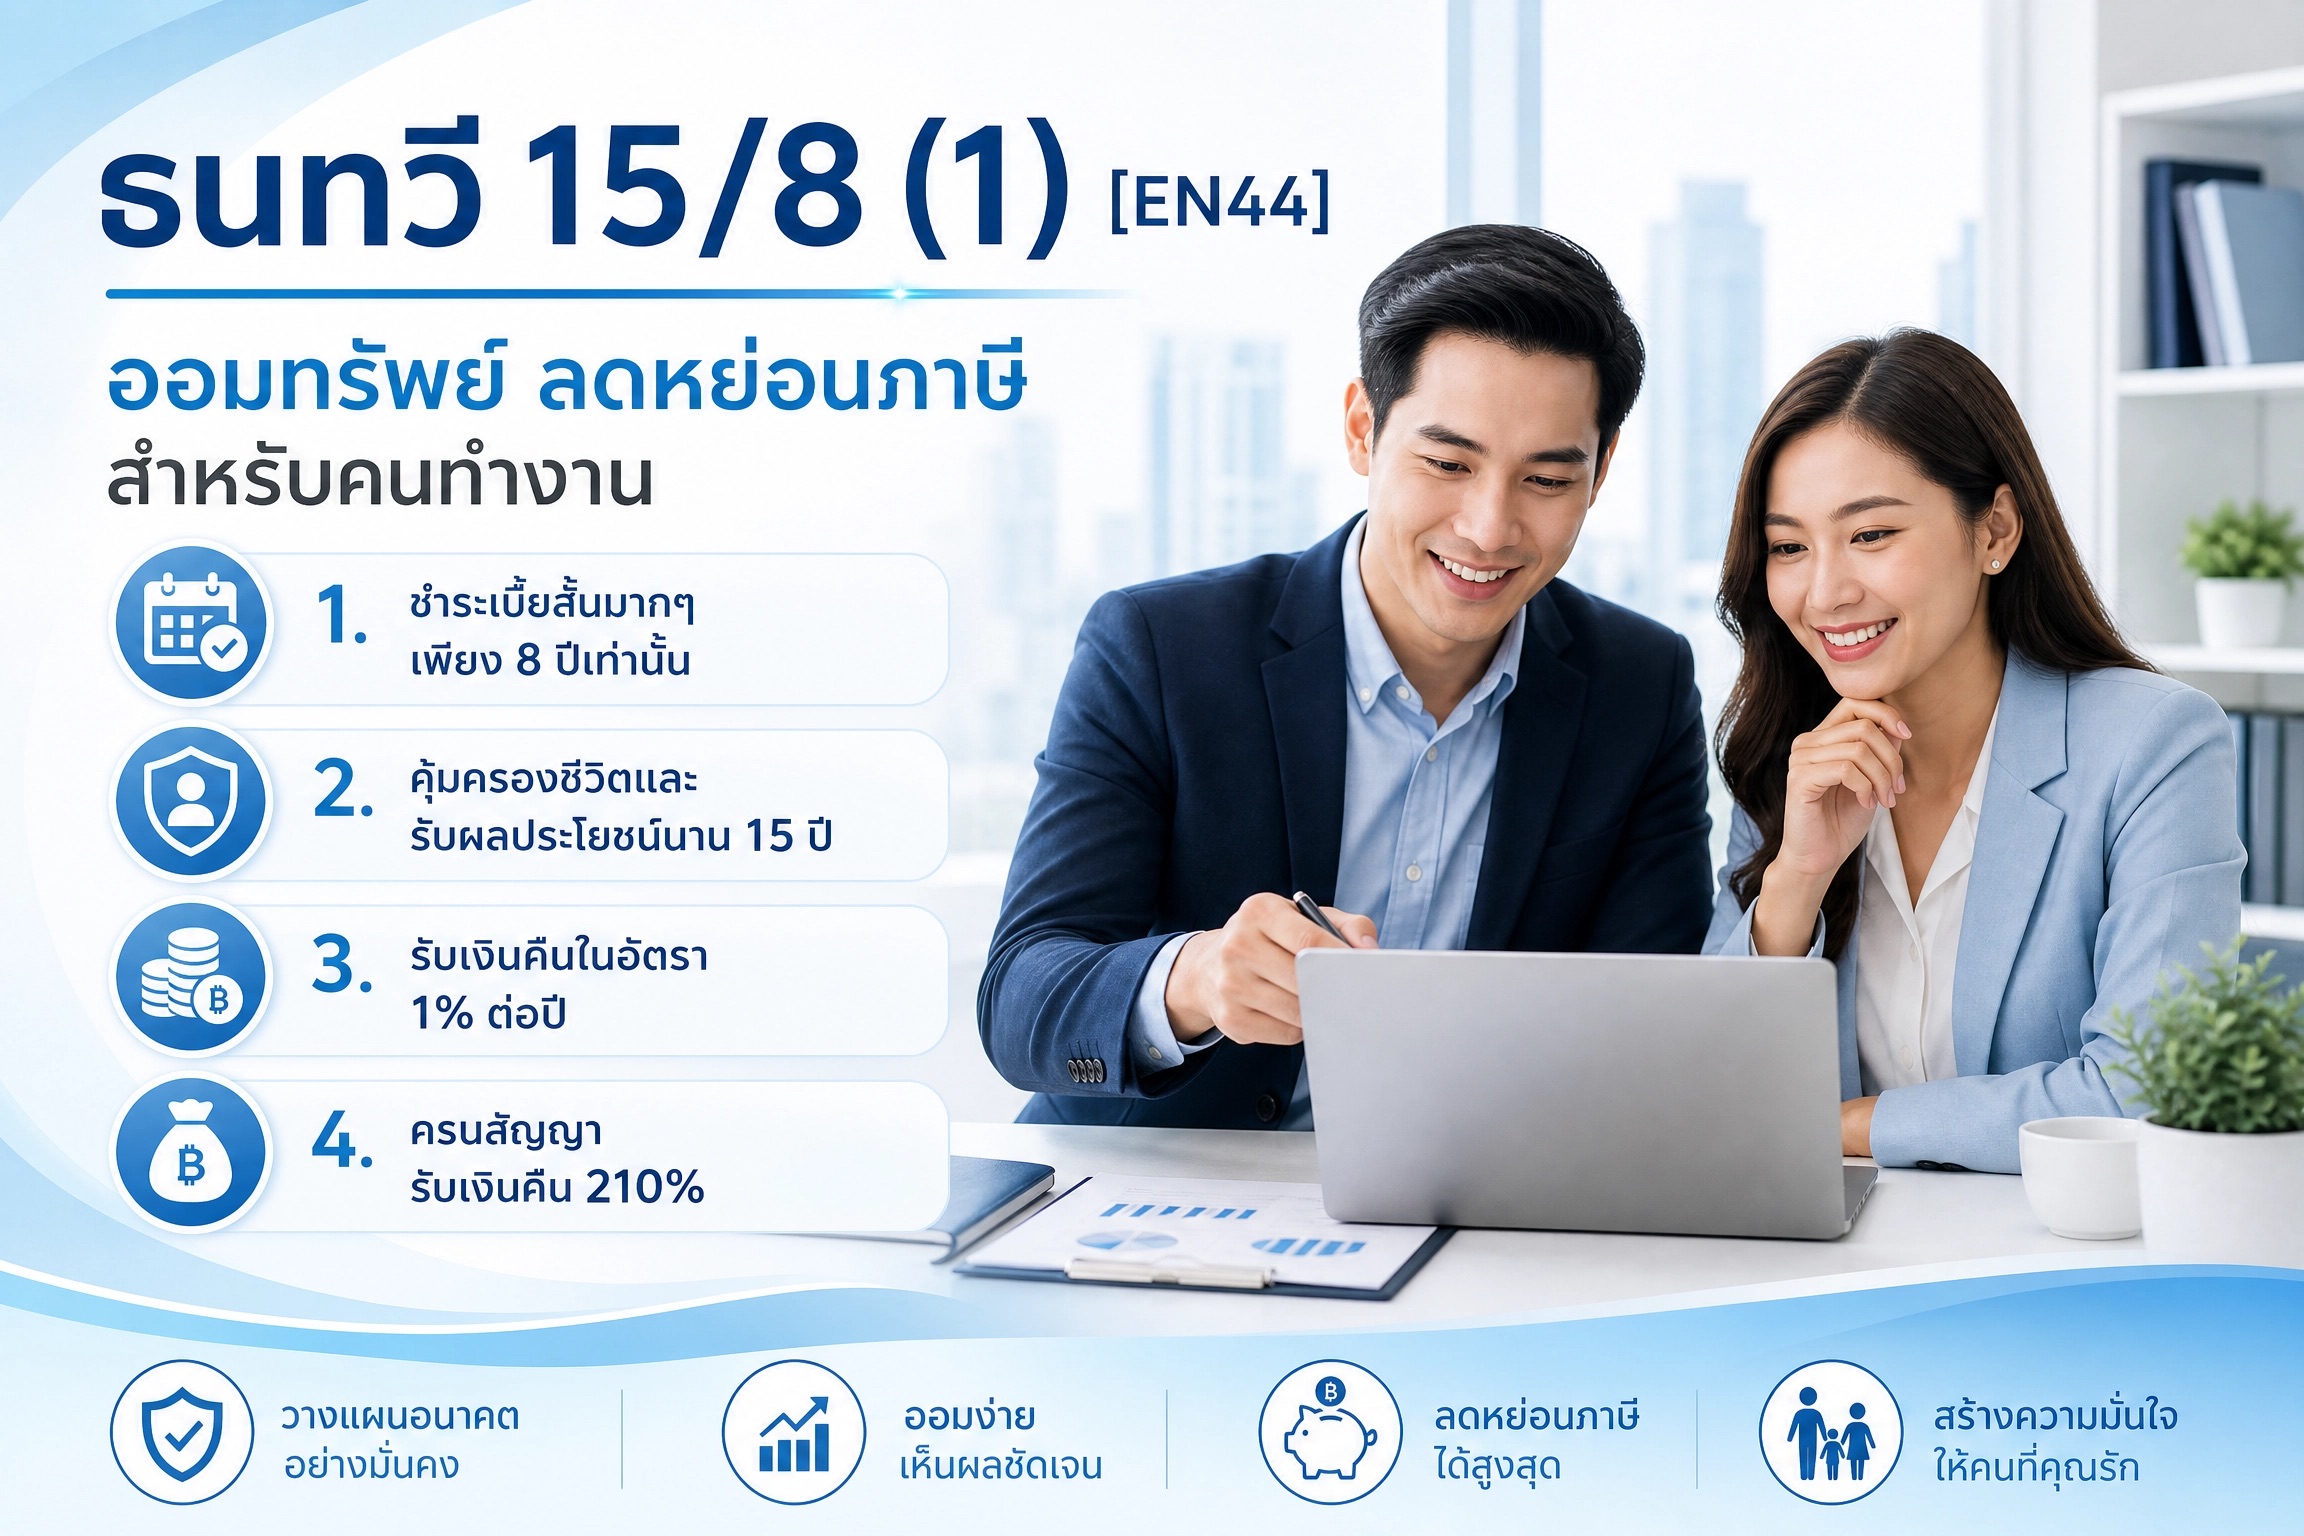 ธนทวี 15/8 (1) [EN44]
ออมทรัพย์ ลดหย่อนภาษี
สำหรับคนทำงาน
1. ชำระเบี้ยสั้นมากๆ
เพียง 8 ปีเท่านั้น
2. คุ้มครองชีวิตและ
รับผลประโยชน์นาน 15 ปี
3. รับเงินคืนในอัตรา
1% ต่อปี
4. ครบสัญญา
รับเงินคืน 210%
วางแผนอนาคต
อย่างมั่นคง
ออมง่าย
เห็นผลชัดเจน
ลดหย่อนภาษี
ได้สูงสุด
สร้างความมั่นใจ
ให้คนที่คุณรัก